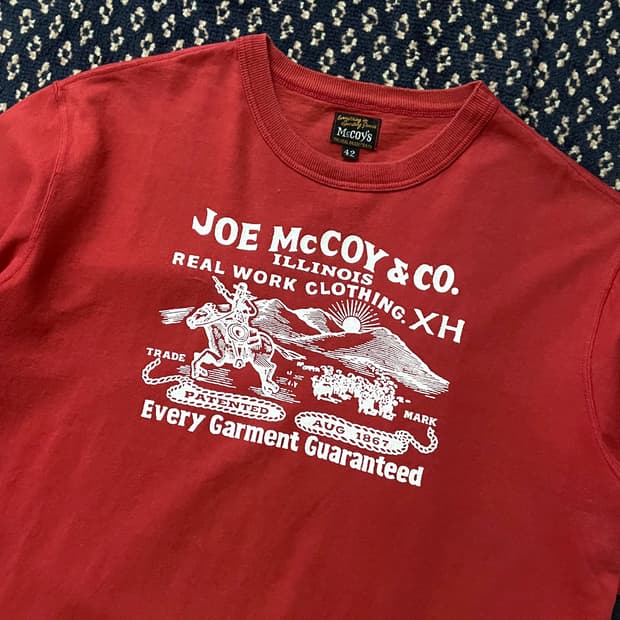 McCOY'S
42
JOE McCOY & CO.
ILLINOIS
REAL WORK CLOTHING. XH
TRADE MARK
PATENTED AUG 1867
Every Garment Guaranteed